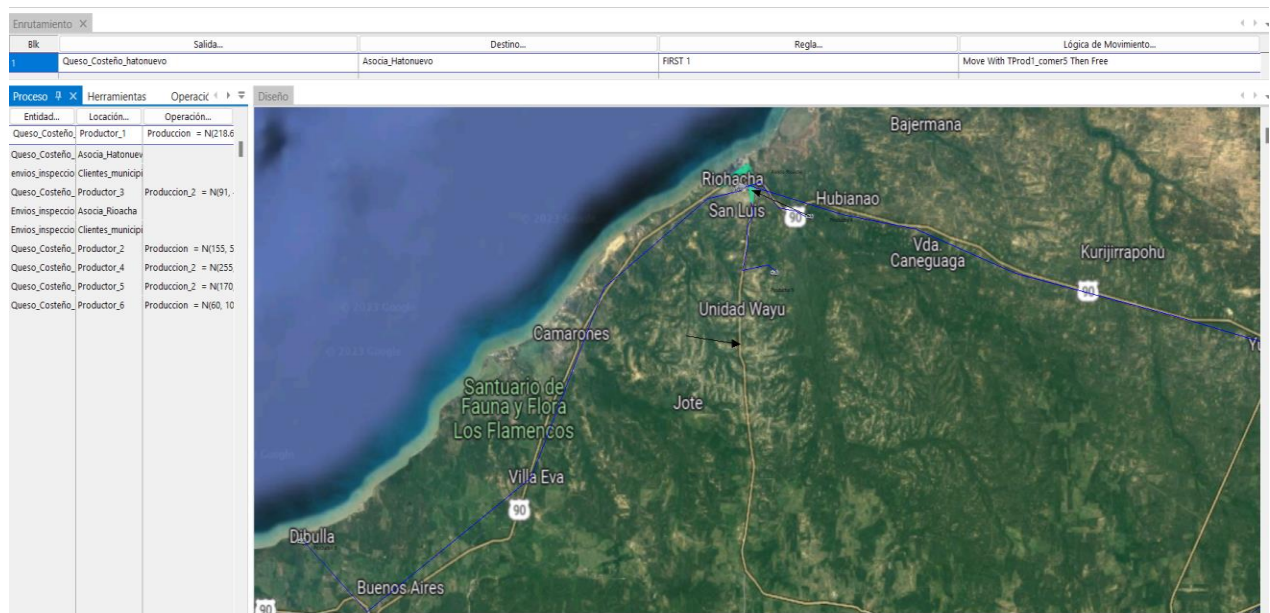 Enrutamiento
Blk Salida... Destino... Regla... Lógica de Movimiento...
1 Queso_Costeño_hatonuevo Asocia_Hatonuevo FIRST 1 Move With TProd1_comer5 Then Free
Proceso Herramientas Operació Diseño
Entidad... Locación... Operación...
Queso_Costeño_ Productor_1 Produccion = N(218.6
Queso_Costeño_ Asocia_Hatonuev
envios_inspeccio Clientes_municipi
Queso_Costeño_ Productor_3 Produccion_2 = N(91,
Envios_inspeccio Asocia_Rioacha
Envios_inspeccio Clientes_municipi
Queso_Costeño_ Productor_2 Produccion = N(155, 5
Queso_Costeño_ Productor_4 Produccion_2 = N(255
Queso_Costeño_ Productor_5 Produccion_2 = N(170
Queso_Costeño_ Productor_6 Produccion = N(60, 10
Bajermana
Riohacha
Hubianao
San Luis
90
Vda.
Caneguaga
Kurijirrapohu
90
Unidad Wayu
Camarones
Yu
Santuario de
Fauna y Flora
Los Flamencos
Jote
Villa Eva
90
Dibulla
Buenos Aires
90